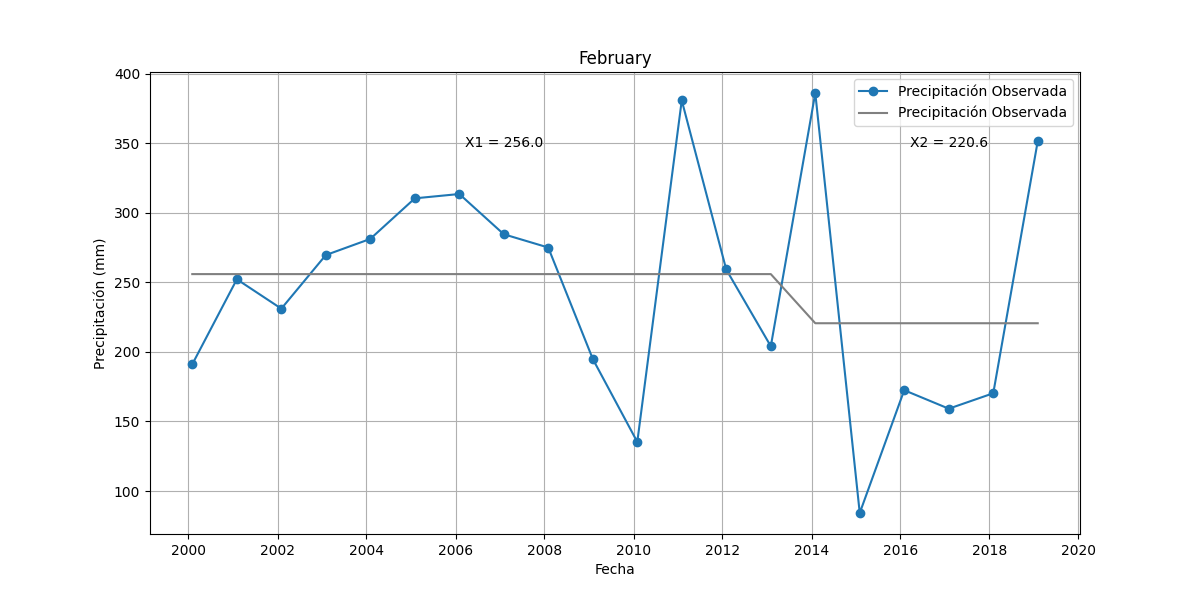 February
Precipitación Observada
Precipitación Observada
X1 = 256.0
X2 = 220.6
Precipitación (mm)
400
350
300
250
200
150
100
2000
2002
2004
2006
2008
2010
2012
2014
2016
2018
2020
Fecha